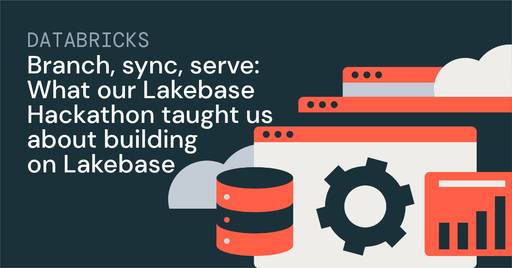 DATABRICKS
Branch, sync, serve:
What our Lakebase
Hackathon taught us
about building
on Lakebase